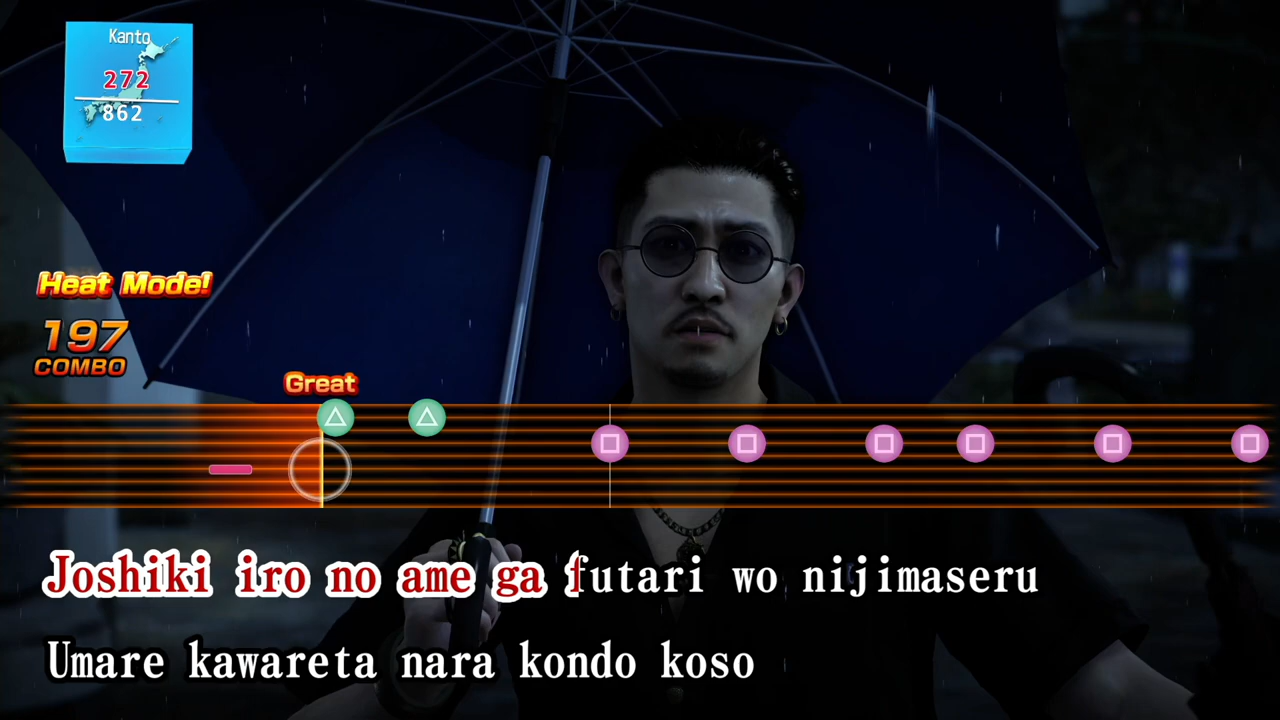 Kanto
272
862
Heat Mode!
197
COMBO
Great
Joshiki iro no ame ga futari wo nijimaseru
Umare kawareta nara kondo koso